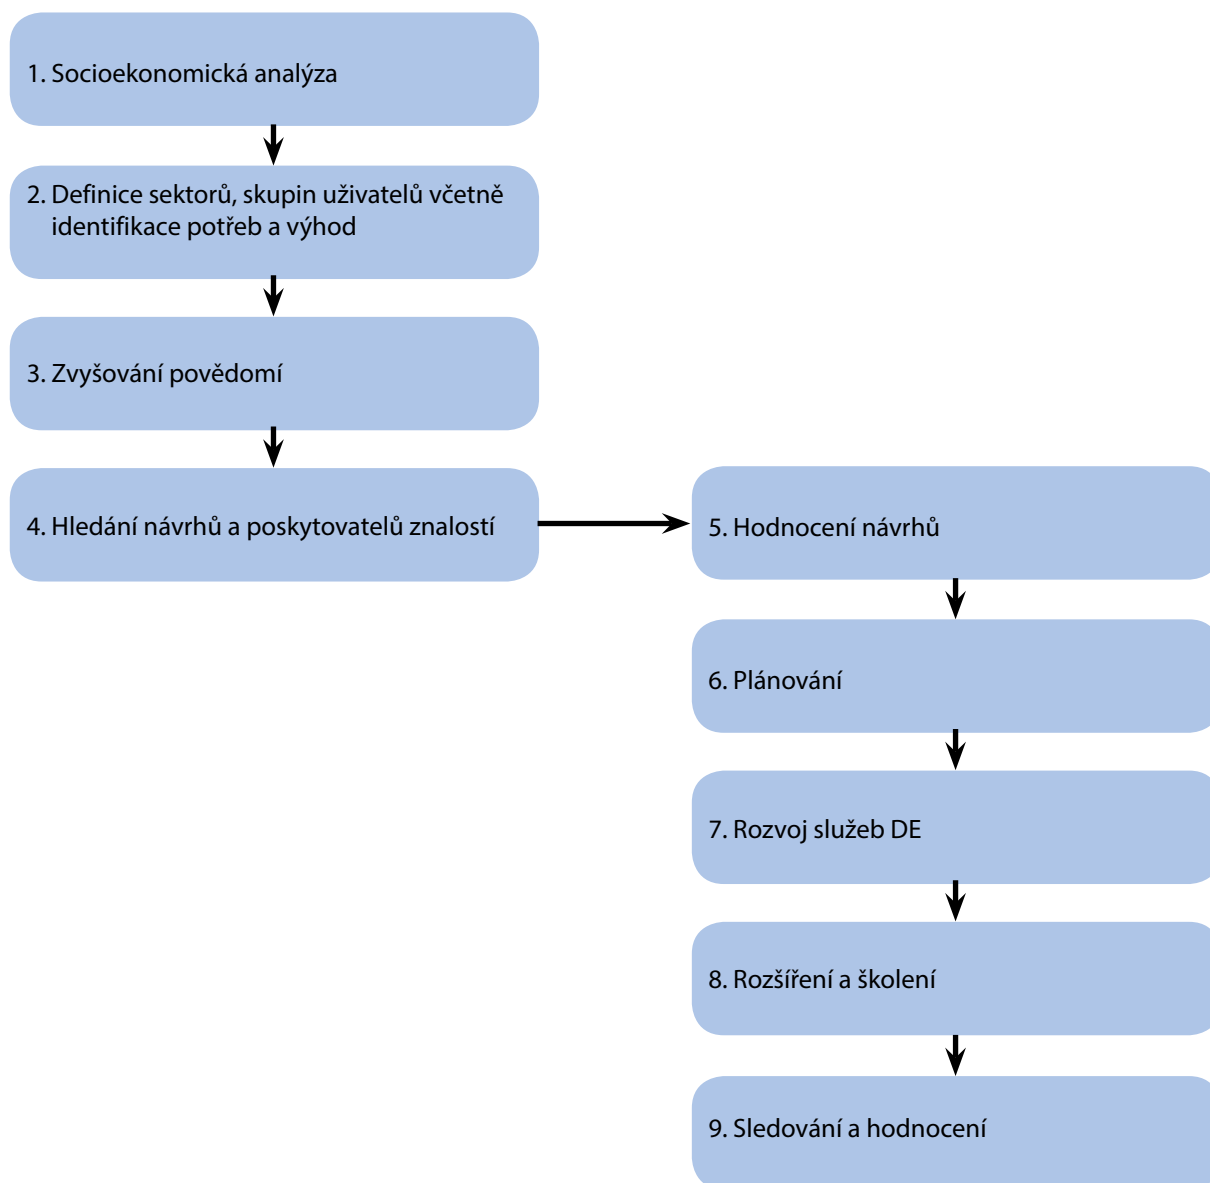 1. Socioekonomická analýza
2. Definice sektorů, skupin uživatelů včetně
identifikace potřeb a výhod
3. Zvyšování povědomí
4. Hledání návrhů a poskytovatelů znalostí
5. Hodnocení návrhů
6. Plánování
7. Rozvoj služeb DE
8. Rozšíření a školení
9. Sledování a hodnocení